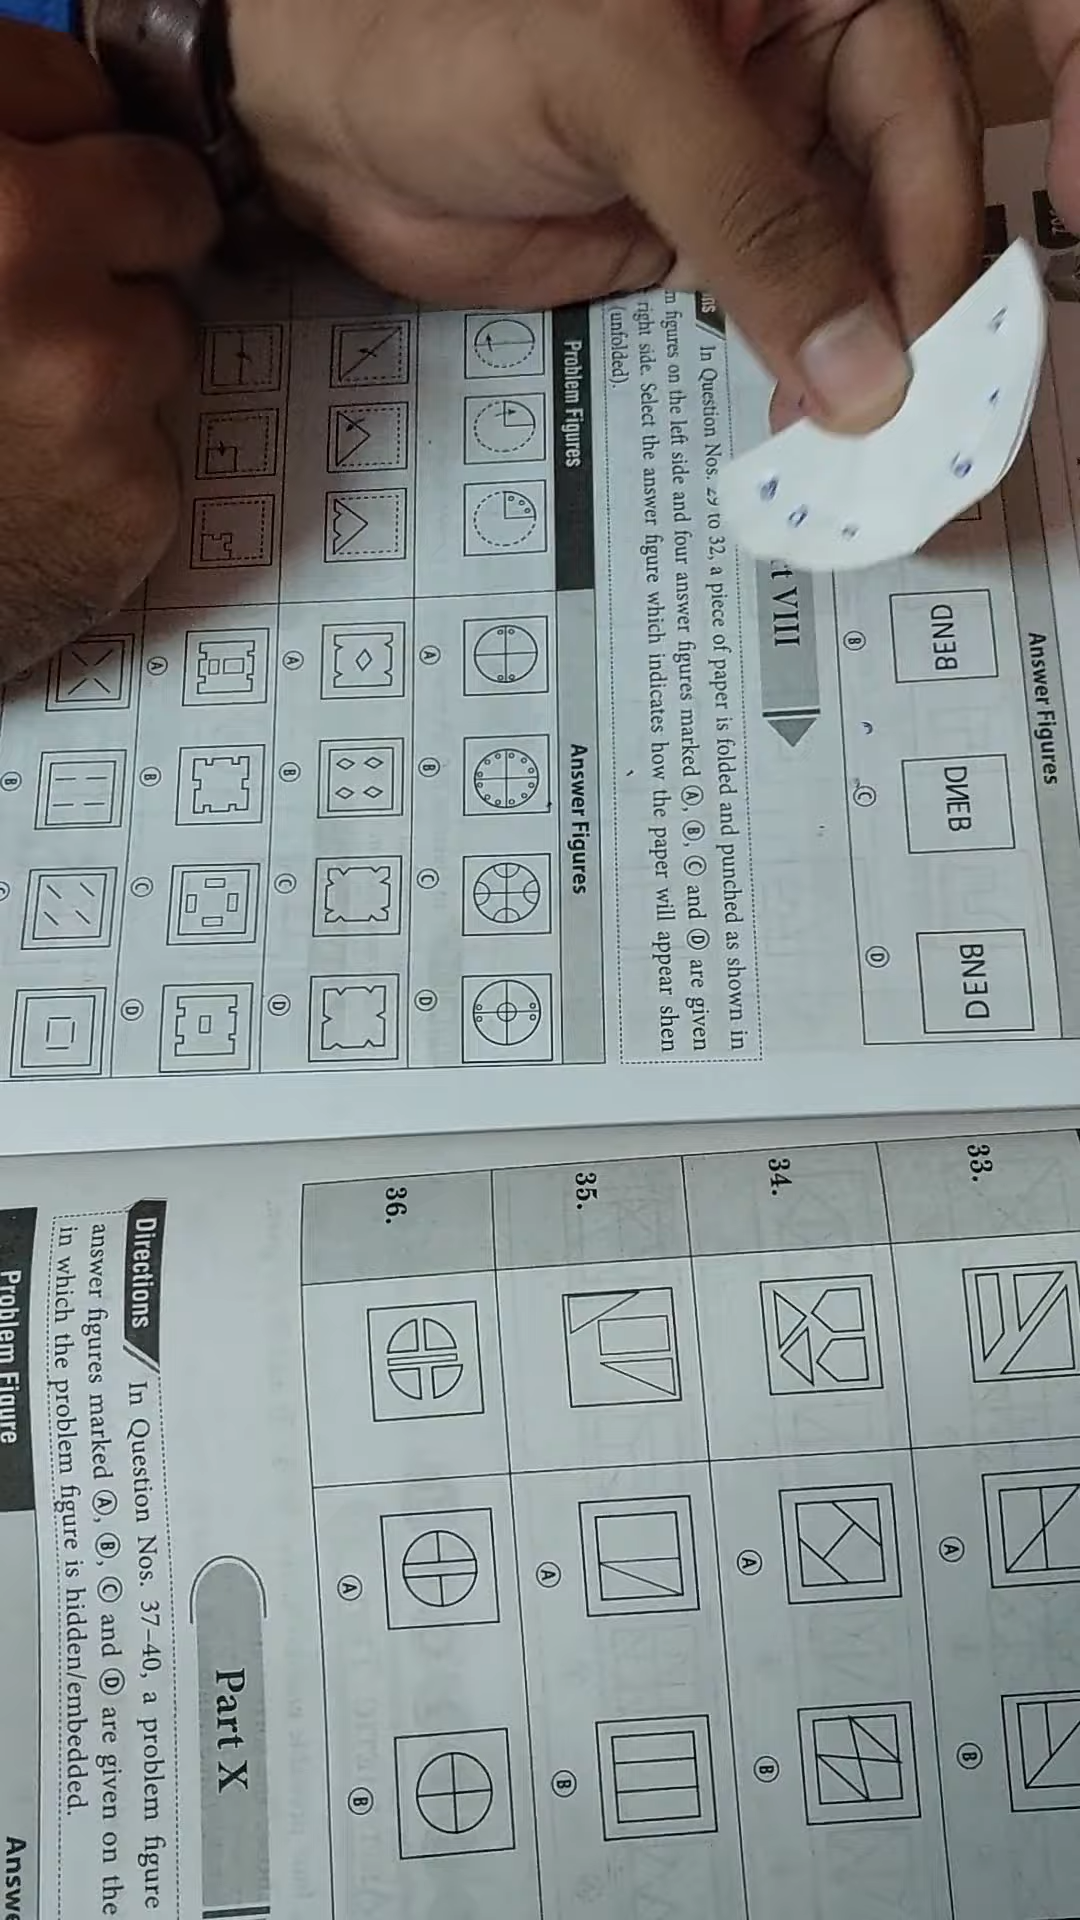 Answer Figures
BEND
DNEB
DENB
B
C
D
t VIII
ns
In Question Nos. 29 to 32, a piece of paper is folded and punched as shown in
figures on the left side and four answer figures marked A, B, C and D are given
right side. Select the answer figure which indicates how the paper will appear shen
(unfolded).
Problem Figures
Answer Figures
A
B
C
D
A
B
C
D
A
B
C
D
B
33.
A
B
34.
A
B
35.
A
B
36.
A
B
Part X
Directions
In Question Nos. 37–40, a problem figure
answer figures marked A, B, C and D are given on the
in which the problem figure is hidden/embedded.
Problem Figure
Answe